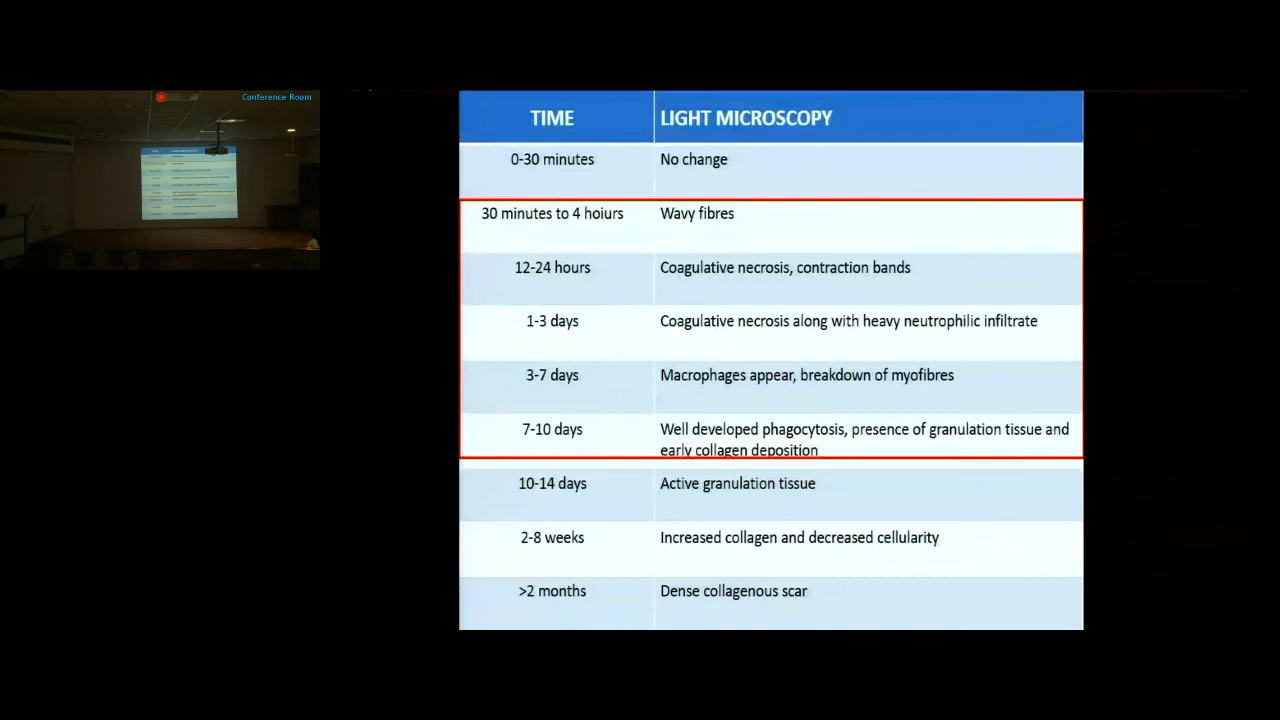 Conference Room
TIME LIGHT MICROSCOPY
0-30 minutes No change
30 minutes to 4 hoiurs Wavy fibres
12-24 hours Coagulative necrosis, contraction bands
1-3 days Coagulative necrosis along with heavy neutrophilic infiltrate
3-7 days Macrophages appear, breakdown of myofibres
7-10 days Well developed phagocytosis, presence of granulation tissue and
early collagen deposition
10-14 days Active granulation tissue
2-8 weeks Increased collagen and decreased cellularity
>2 months Dense collagenous scar